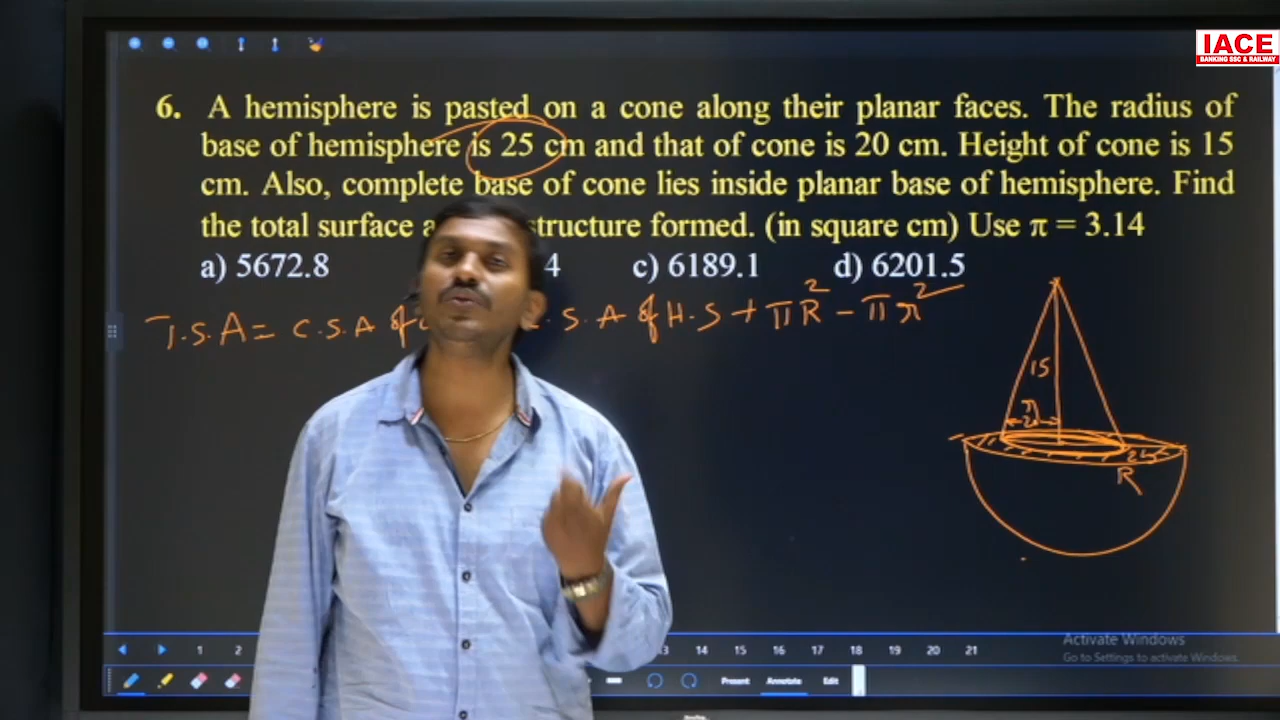 IACE
BANKING SSC & RAILWAY
6. A hemisphere is pasted on a cone along their planar faces. The radius of
base of hemisphere is 25 cm and that of cone is 20 cm. Height of cone is 15
cm. Also, complete base of cone lies inside planar base of hemisphere. Find
the total surface structure formed. (in square cm) Use π = 3.14
a) 5672.8 4 c) 6189.1 d) 6201.5
T.S.A = C.S.A of S.A of H.S + πR² - πr²
15
r
20
25
R
Activate Windows
Go to Settings to activate Windows.
1 2 13 14 15 16 17 18 19 20 21
Present Annotate Edit